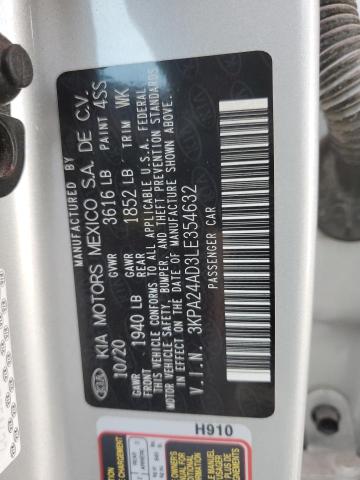 MANUFACTURED BY
KIA KIA MOTORS MEXICO S.A. DE C.V.
10/20 GVWR 3616 LB PAINT 4SS
GAWR FRONT 1940 LB GAWR REAR 1852 LB TRIM WK
THIS VEHICLE CONFORMS TO ALL APPLICABLE U.S.A. FEDERAL
MOTOR VEHICLE SAFETY, BUMPER, AND THEFT PREVENTION STANDARDS
IN EFFECT ON THE DATE OF MANUFACTURE SHOWN ABOVE.
V.I.N. 3KPA24AD3LE354632
PASSENGER CAR
H910